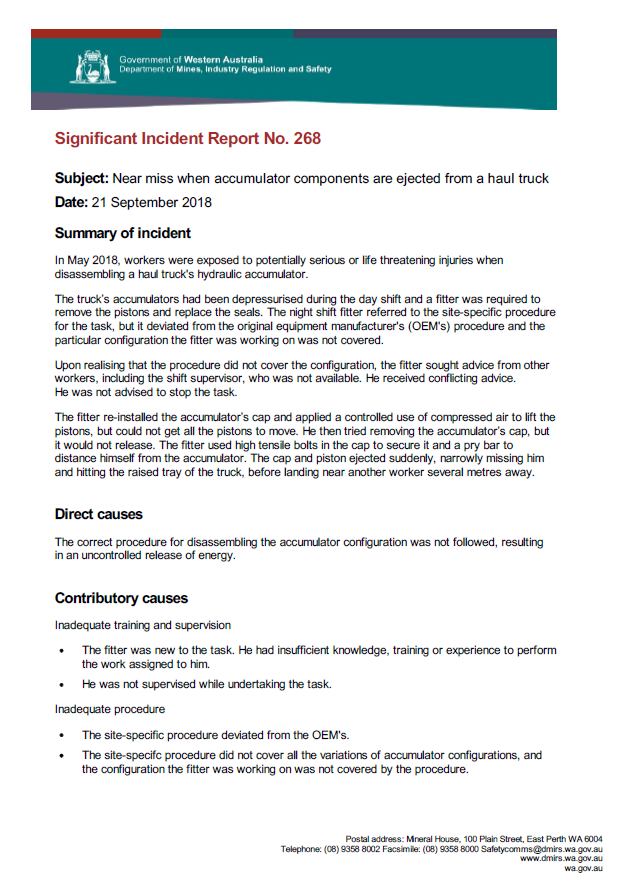 Government of Western Australia
Department of Mines, Industry Regulation and Safety
Significant Incident Report No. 268
Subject: Near miss when accumulator components are ejected from a haul truck
Date: 21 September 2018
Summary of incident
In May 2018, workers were exposed to potentially serious or life threatening injuries when
disassembling a haul truck's hydraulic accumulator.
The truck's accumulators had been depressurised during the day shift and a fitter was required to
remove the pistons and replace the seals. The night shift fitter referred to the site-specific procedure
for the task, but it deviated from the original equipment manufacturer's (OEM's) procedure and the
particular configuration the fitter was working on was not covered.
Upon realising that the procedure did not cover the configuration, the fitter sought advice from other
workers, including the shift supervisor, who was not available. He received conflicting advice.
He was not advised to stop the task.
The fitter re-installed the accumulator's cap and applied a controlled use of compressed air to lift the
pistons, but could not get all the pistons to move. He then tried removing the accumulator's cap, but
it would not release. The fitter used high tensile bolts in the cap to secure it and a pry bar to
distance himself from the accumulator. The cap and piston ejected suddenly, narrowly missing him
and hitting the raised tray of the truck, before landing near another worker several metres away.
Direct causes
The correct procedure for disassembling the accumulator configuration was not followed, resulting
in an uncontrolled release of energy.
Contributory causes
Inadequate training and supervision
• The fitter was new to the task. He had insufficient knowledge, training or experience to perform
the work assigned to him.
• He was not supervised while undertaking the task.
Inadequate procedure
• The site-specific procedure deviated from the OEM's.
• The site-specifc procedure did not cover all the variations of accumulator configurations, and
the configuration the fitter was working on was not covered by the procedure.
Postal address: Mineral House, 100 Plain Street, East Perth WA 6004
Telephone: (08) 9358 8002 Facsimile: (08) 9358 8000 Safetycomms@dmirs.wa.gov.au
www.dmirs.wa.gov.au
wa.gov.au